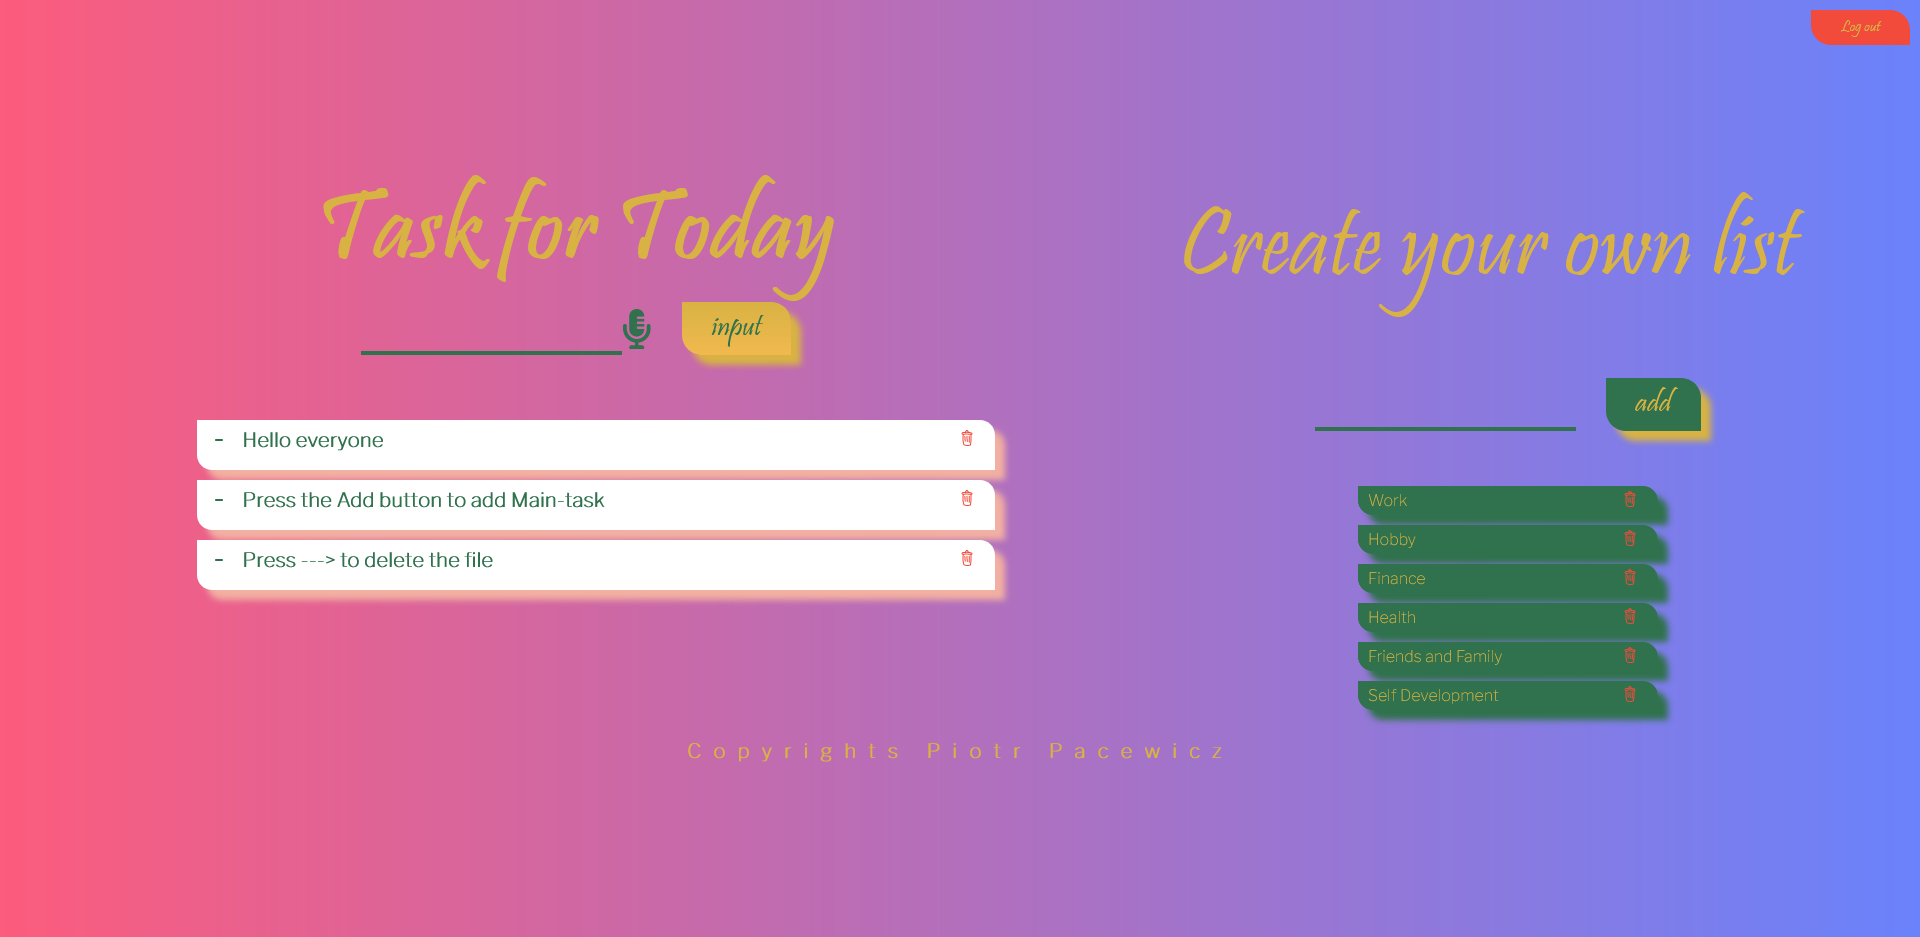 Log out
Task for Today
input
- Hello everyone
- Press the Add button to add Main-task
- Press ---> to delete the file
Create your own list
add
Work
Hobby
Finance
Health
Friends and Family
Self Development
Copyrights Piotr Pacewicz